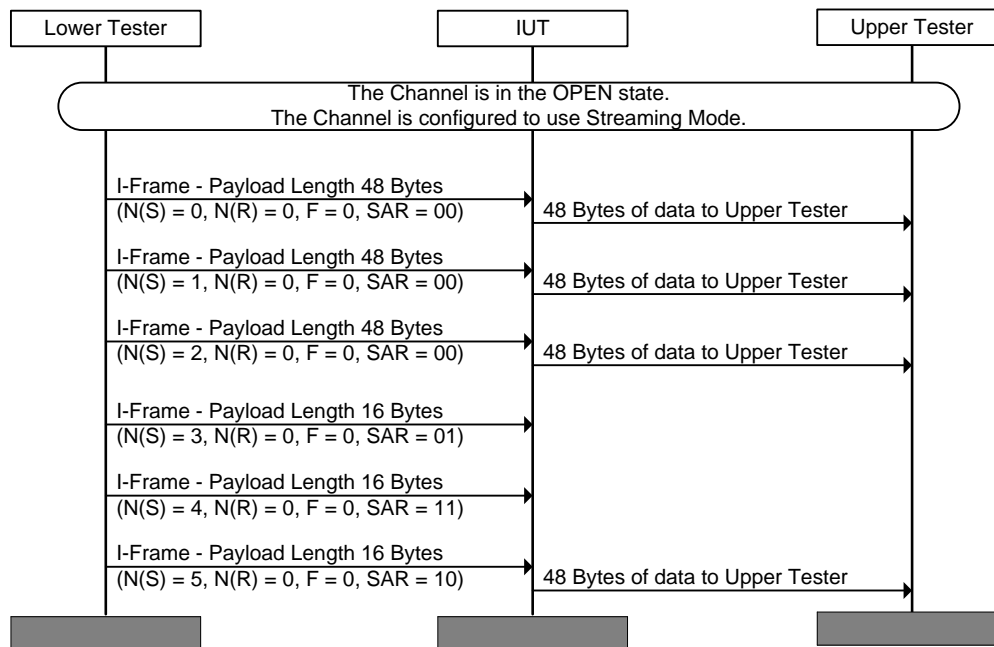 Lower Tester
IUT
Upper Tester
The Channel is in the OPEN state.
The Channel is configured to use Streaming Mode.
I-Frame - Payload Length 48 Bytes
(N(S) = 0, N(R) = 0, F = 0, SAR = 00)
48 Bytes of data to Upper Tester
I-Frame - Payload Length 48 Bytes
(N(S) = 1, N(R) = 0, F = 0, SAR = 00)
48 Bytes of data to Upper Tester
I-Frame - Payload Length 48 Bytes
(N(S) = 2, N(R) = 0, F = 0, SAR = 00)
48 Bytes of data to Upper Tester
I-Frame - Payload Length 16 Bytes
(N(S) = 3, N(R) = 0, F = 0, SAR = 01)
I-Frame - Payload Length 16 Bytes
(N(S) = 4, N(R) = 0, F = 0, SAR = 11)
I-Frame - Payload Length 16 Bytes
(N(S) = 5, N(R) = 0, F = 0, SAR = 10)
48 Bytes of data to Upper Tester